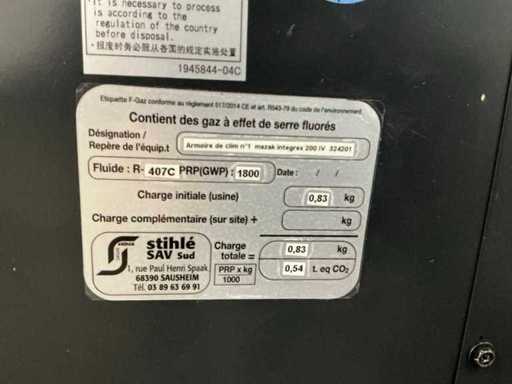 It is necessary to process
is according to the
regulation of the country
before disposal.
・报废时务必服从各国的规定实施处置
1945844-04C
Etiquette F-Gaz conforme au règlement 517/2014 CE et art. R543-79 du code de l'environnement.
Contient des gaz à effet de serre fluorés
Désignation /
Repère de l'équip.t Armoire de clim n°1 mazak integrex 200 IV 324201
Fluide : R- 407C PRP(GWP) : 1800 Date : / /
Charge initiale (usine) 0,83 kg
Charge complémentaire (sur site) + kg
stihlé
SAV Sud
1, rue Paul Henri Spaak
68390 SAUSHEIM
Tél. 03 89 63 69 91
Charge
totale = 0,83 kg
PRP x kg
1000
0,54 t. eq CO₂